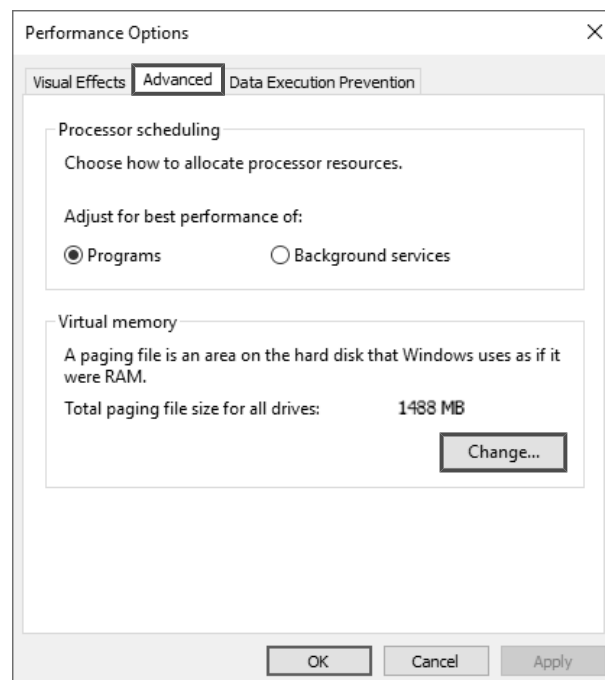 Performance Options
Visual Effects Advanced Data Execution Prevention
Processor scheduling
Choose how to allocate processor resources.
Adjust for best performance of:
Programs Background services
Virtual memory
A paging file is an area on the hard disk that Windows uses as if it
were RAM.
Total paging file size for all drives: 1488 MB
Change...
OK Cancel Apply